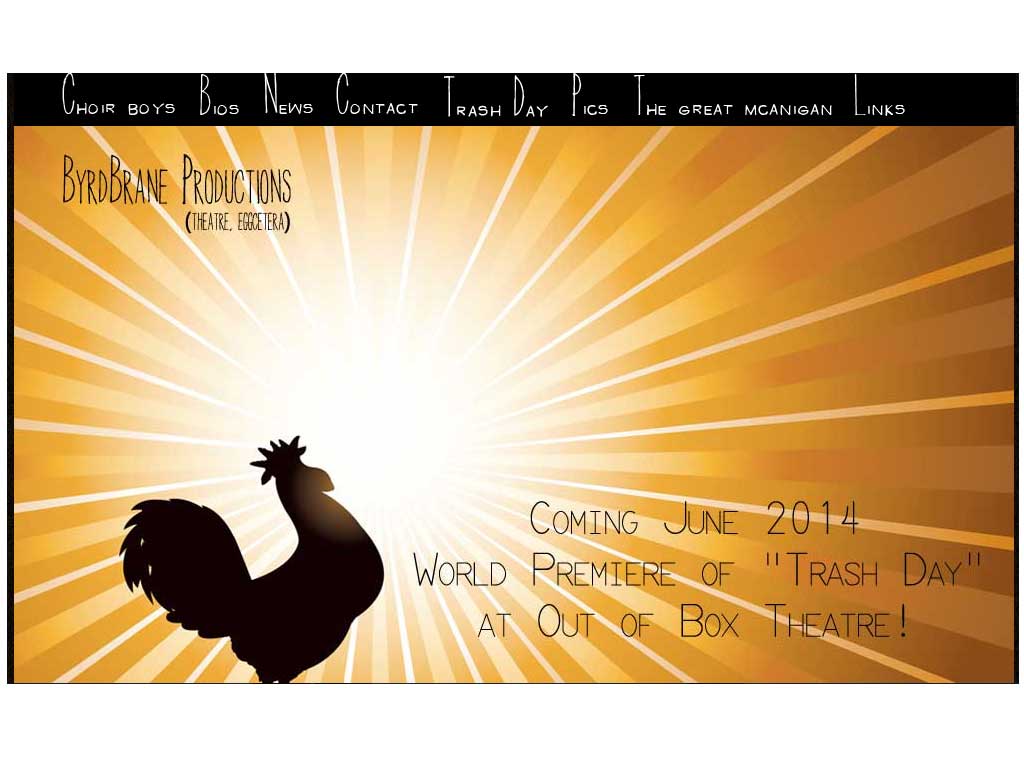 Choir boys Bios News Contact Trash Day Pics The great mcanigan Links
ByrdBrane Productions
(theatre, eggcetera)
Coming June 2014
World Premiere of "Trash Day"
at Out of Box Theatre!